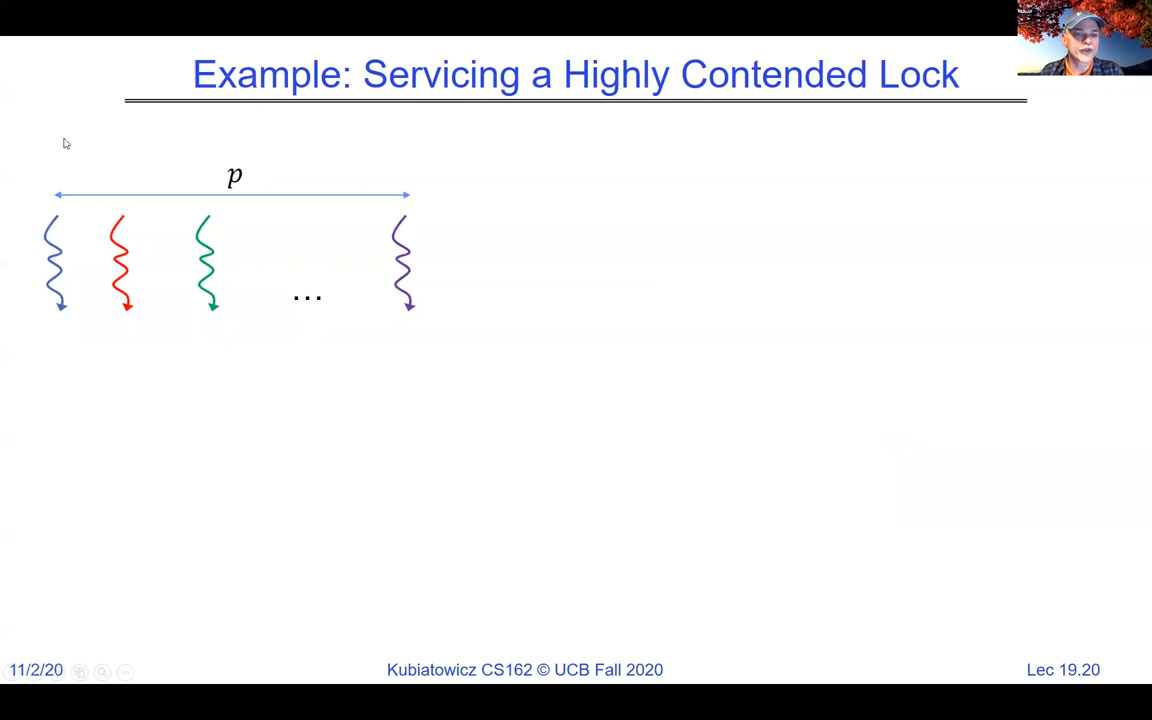 Example: Servicing a Highly Contended Lock
p
...
11/2/20
Kubiatowicz CS162 © UCB Fall 2020
Lec 19.20